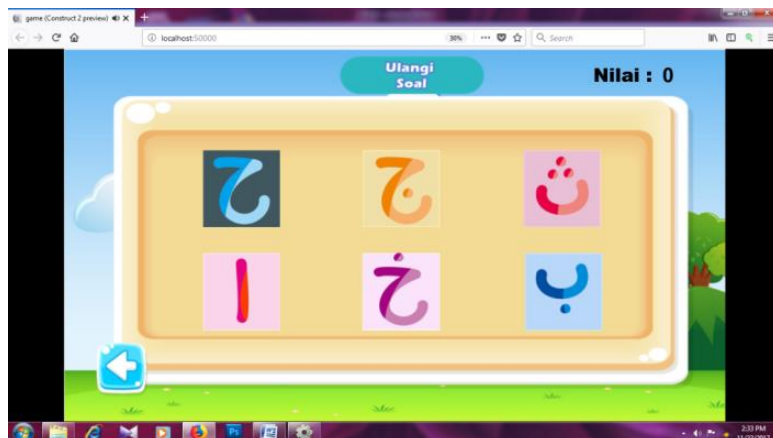 game (Construct 2 preview)
localhost:50000
30%
Search
Ulangi
Soal
Nilai : 0
ح ج ث
ا خ ب
2:33 PM